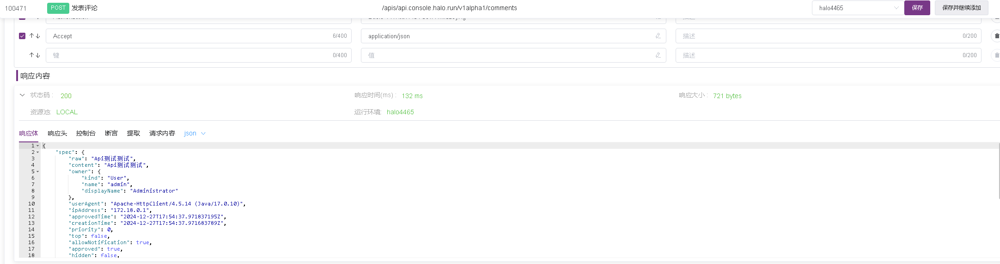 100471 POST 发表评论 /apis/api.console.halo.run/v1alpha1/comments halo4465 保存 保存并继续添加
Accept 6/400 application/json 描述 0/200
键 0/400 值 描述 0/200
响应内容
状态码 : 200 响应时间(ms) : 132 ms 响应大小 : 721 bytes
资源池: LOCAL 运行环境: halo4465
响应体 响应头 控制台 断言 提取 请求内容 json
1 {
2 "spec": {
3 "raw": "Api测试测试",
4 "content": "Api测试测试",
5 "owner": {
6 "kind": "User",
7 "name": "admin",
8 "displayName": "Administrator"
9 },
10 "userAgent": "Apache-HttpClient/4.5.14 (Java/17.0.10)",
11 "ipAddress": "172.18.0.1",
12 "approvedTime": "2024-12-27T17:54:37.971837195Z",
13 "creationTime": "2024-12-27T17:54:37.971683789Z",
14 "priority": 0,
15 "top": false,
16 "allowNotification": true,
17 "approved": true,
18 "hidden": false,